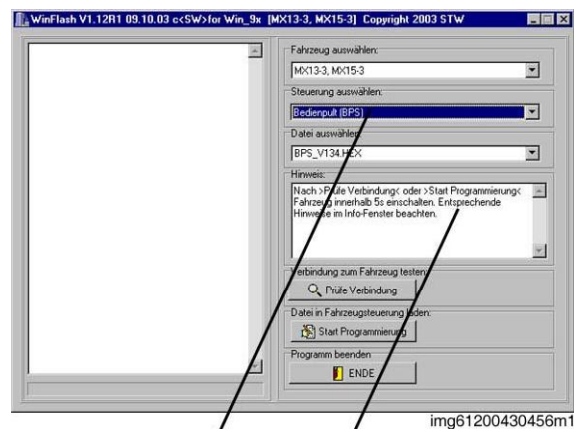 WinFlash V1.12R1 09.10.03 c<SW>for Win_9x [MX13-3, MX15-3] Copyright 2003 STW
Fahrzeug auswählen:
MX13-3, MX15-3
Steuerung auswählen:
Bedienpult (BPS)
Datei auswählen:
BPS_V134.HEX
Hinweis:
Nach >Prüfe Verbindung< oder >Start Programmierung<
Fahrzeug innerhalb 5s einschalten. Entsprechende
Hinweise im Info-Fenster beachten.
Verbindung zum Fahrzeug testen:
Prüfe Verbindung
Datei in Fahrzeugsteuerung laden:
Start Programmierung
Programm beenden
ENDE
img61200430456m1